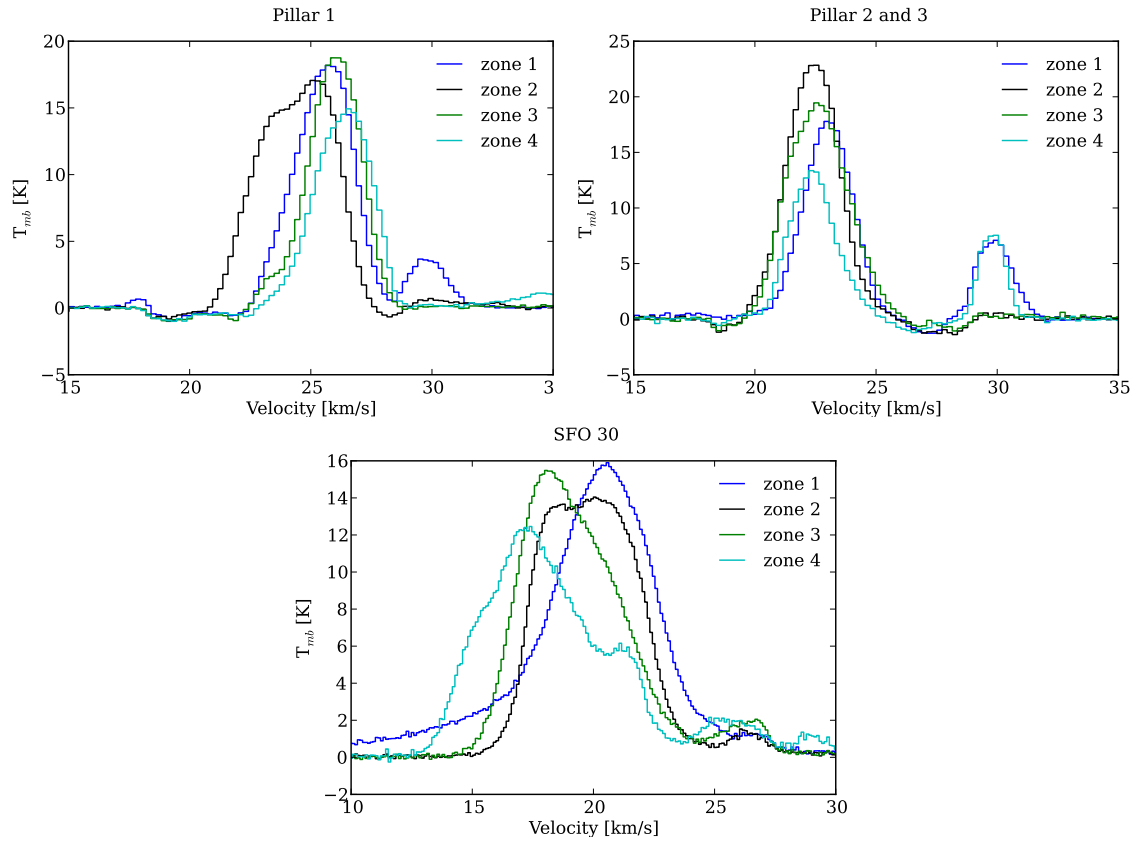 Pillar 1
20
15
10
5
0
−5
T_mb [K]
zone 1
zone 2
zone 3
zone 4
15 20 25 30 3
Velocity [km/s]
Pillar 2 and 3
25
20
15
10
5
0
−5
T_mb [K]
zone 1
zone 2
zone 3
zone 4
15 20 25 30 35
Velocity [km/s]
SFO 30
16
14
12
10
8
6
4
2
0
−2
T_mb [K]
zone 1
zone 2
zone 3
zone 4
10 15 20 25 30
Velocity [km/s]